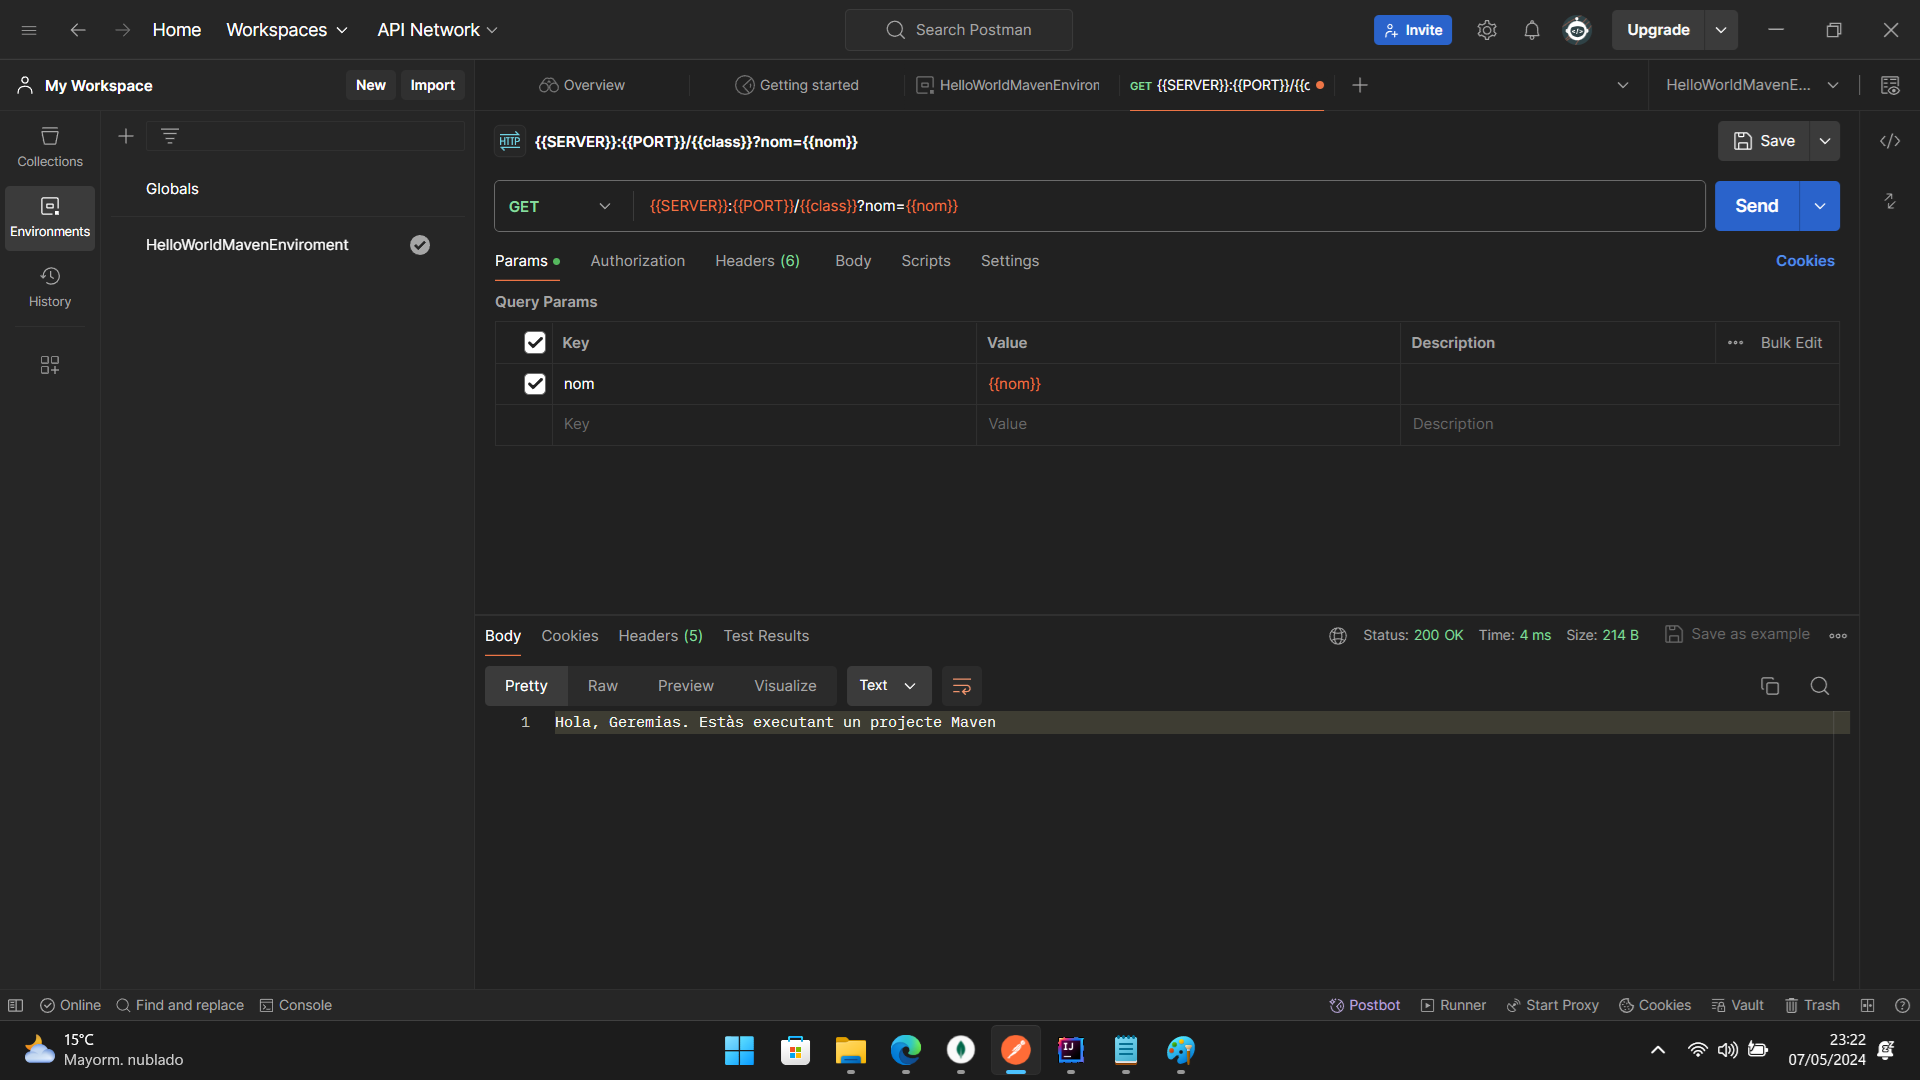 Home Workspaces API Network Search Postman Invite Upgrade
My Workspace New Import Overview Getting started HelloWorldMavenEnviron GET {{SERVER}}:{{PORT}}/{{c HelloWorldMavenE...
HTTP {{SERVER}}:{{PORT}}/{{class}}?nom={{nom}} Save
Collections
Globals
Environments
HelloWorldMavenEnviroment
History
GET {{SERVER}}:{{PORT}}/{{class}}?nom={{nom}} Send
Params Authorization Headers (6) Body Scripts Settings Cookies
Query Params
Key Value Description Bulk Edit
nom {{nom}}
Key Value Description
Body Cookies Headers (5) Test Results Status: 200 OK Time: 4 ms Size: 214 B Save as example
Pretty Raw Preview Visualize Text
1 Hola, Geremias. Estàs executant un projecte Maven
Online Find and replace Console Postbot Runner Start Proxy Cookies Vault Trash
15°C
Mayorm. nublado
IJ
23:22
07/05/2024